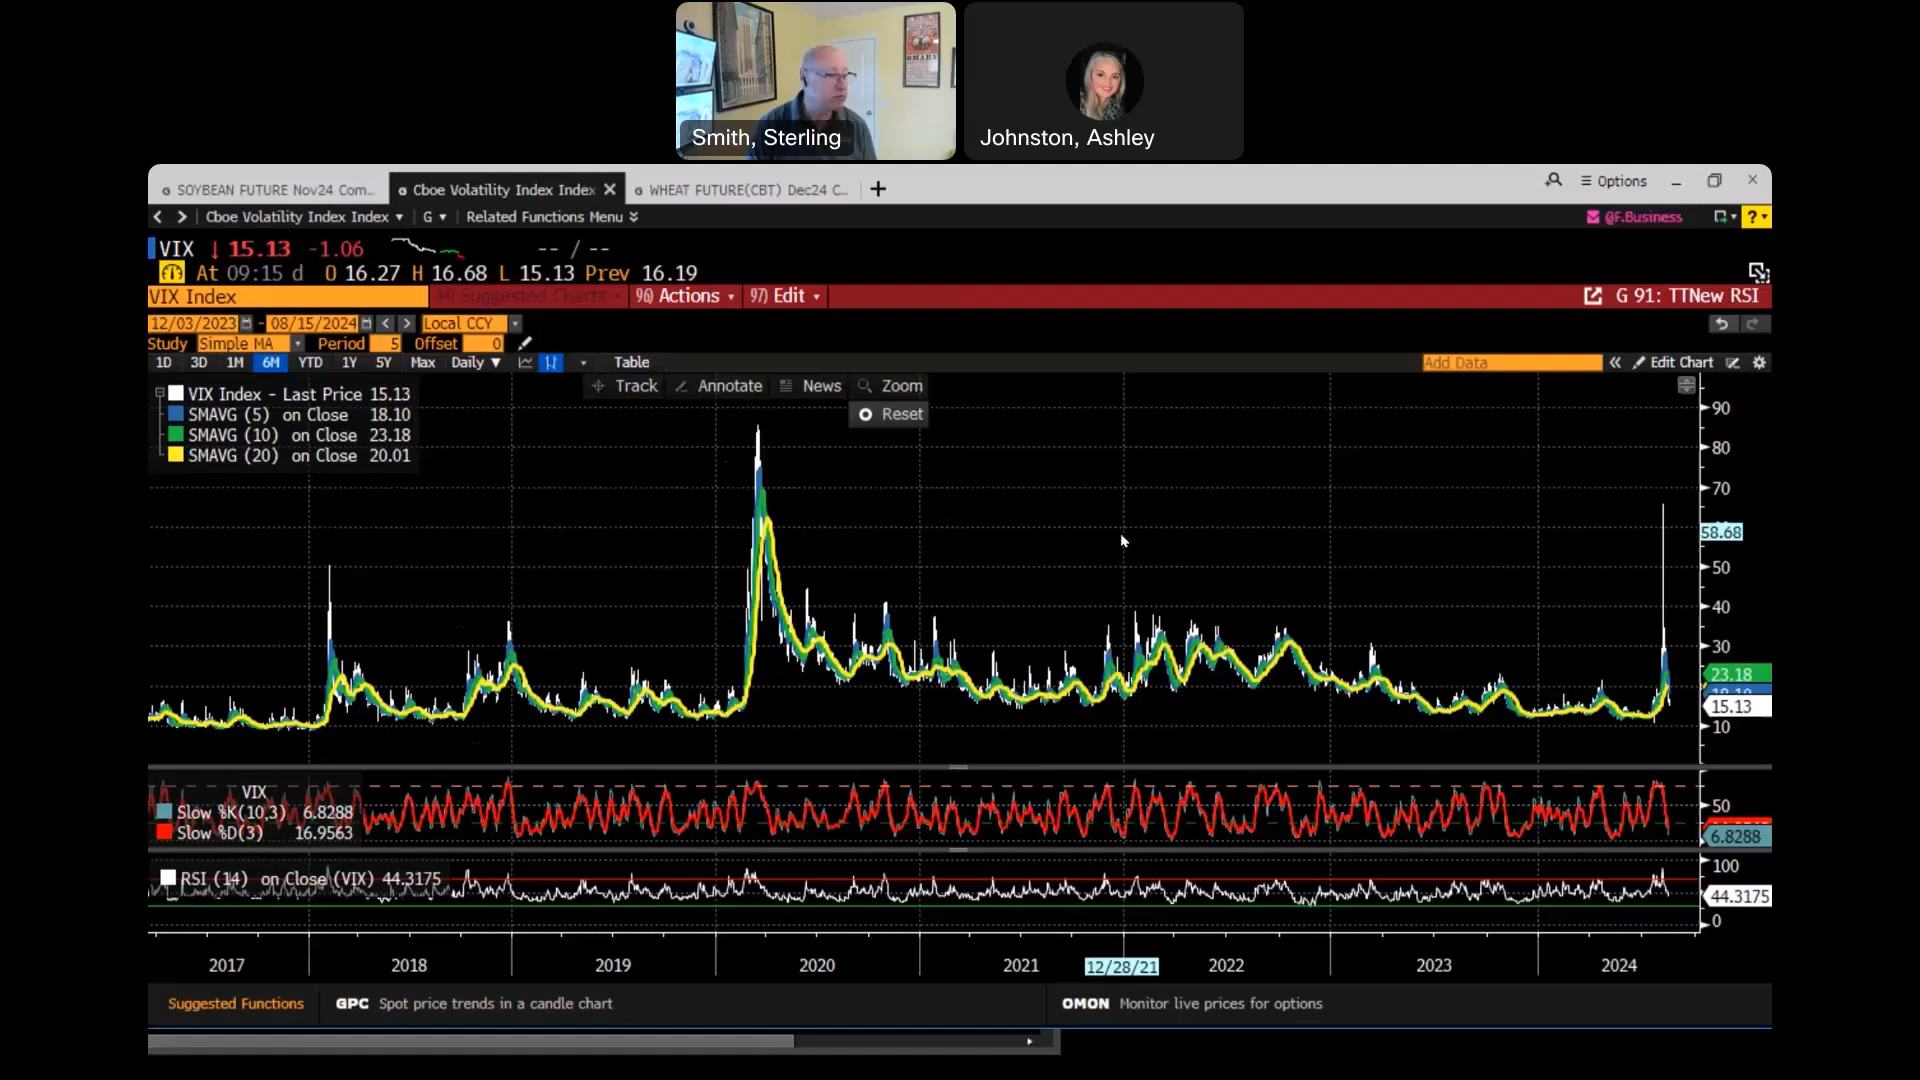 OMAHA
Smith, Sterling
Johnston, Ashley
G SOYBEAN FUTURE Nov24 Com...
G Cboe Volatility Index Index ×
G WHEAT FUTURE(CBT) Dec24 C... +
Options
Cboe Volatility Index Index G Related Functions Menu
@F.Business ?
VIX ↓ 15.13 -1.06 -- / --
At 09:15 d O 16.27 H 16.68 L 15.13 Prev 16.19
VIX Index Suggested Charts 96) Actions 97) Edit G 91: TTNew RSI
12/03/2023 - 08/15/2024 < > Local CCY
Study Simple MA Period 5 Offset 0
1D 3D 1M 6M YTD 1Y 5Y Max Daily ▼ Table Add Data « Edit Chart
Track Annotate News Zoom
Reset
VIX Index - Last Price 15.13
SMAVG (5) on Close 18.10
SMAVG (10) on Close 23.18
SMAVG (20) on Close 20.01
90
80
70
58.68
50
40
30
23.18
18.10
15.13
10
VIX
Slow %K(10,3) 6.8288
Slow %D(3) 16.9563
50
6.8288
RSI (14) on Close (VIX) 44.3175
100
44.3175
0
2017 2018 2019 2020 2021 12/28/21 2022 2023 2024
Suggested Functions GPC Spot price trends in a candle chart OMON Monitor live prices for options